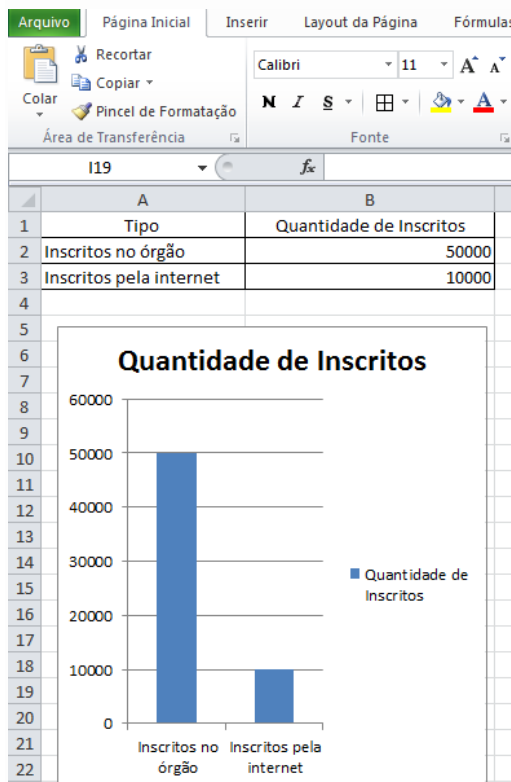 Arquivo Página Inicial Inserir Layout da Página Fórmulas
Recortar
Copiar
Colar
Pincel de Formatação
Área de Transferência
Calibri 11 A A
N I S A
Fonte
I19 fx
A B
1 Tipo Quantidade de Inscritos
2 Inscritos no órgão 50000
3 Inscritos pela internet 10000
4
5
6
7
8
9
10
11
12
13
14
15
16
17
18
19
20
21
22
Quantidade de Inscritos
60000
50000
40000
30000
20000
10000
0
Inscritos no órgão
Inscritos pela internet
Quantidade de
Inscritos